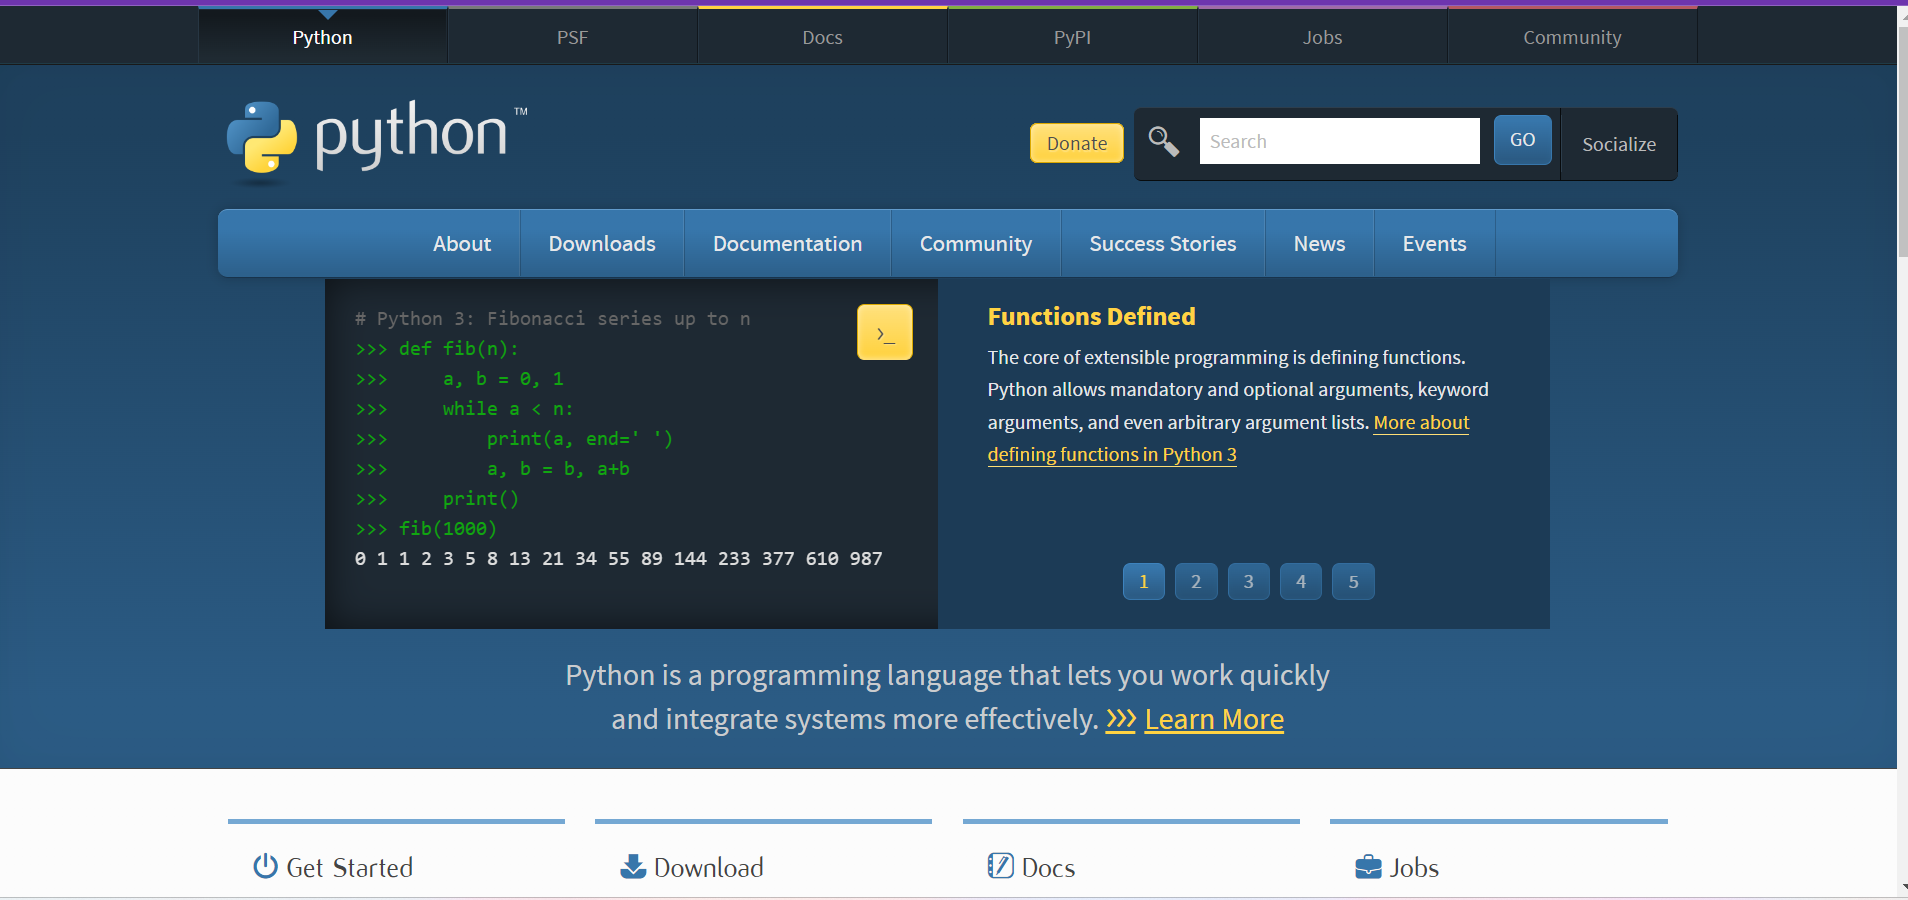 Python
PSF
Docs
PyPI
Jobs
Community
python™
Donate
Search
GO
Socialize
About
Downloads
Documentation
Community
Success Stories
News
Events
# Python 3: Fibonacci series up to n
>>> def fib(n):
>>>     a, b = 0, 1
>>>     while a < n:
>>>         print(a, end=' ')
>>>         a, b = b, a+b
>>>     print()
>>> fib(1000)
0 1 1 2 3 5 8 13 21 34 55 89 144 233 377 610 987
>_
Functions Defined
The core of extensible programming is defining functions.
Python allows mandatory and optional arguments, keyword
arguments, and even arbitrary argument lists. More about
defining functions in Python 3
1
2
3
4
5
Python is a programming language that lets you work quickly
and integrate systems more effectively. >>> Learn More
Get Started
Download
Docs
Jobs